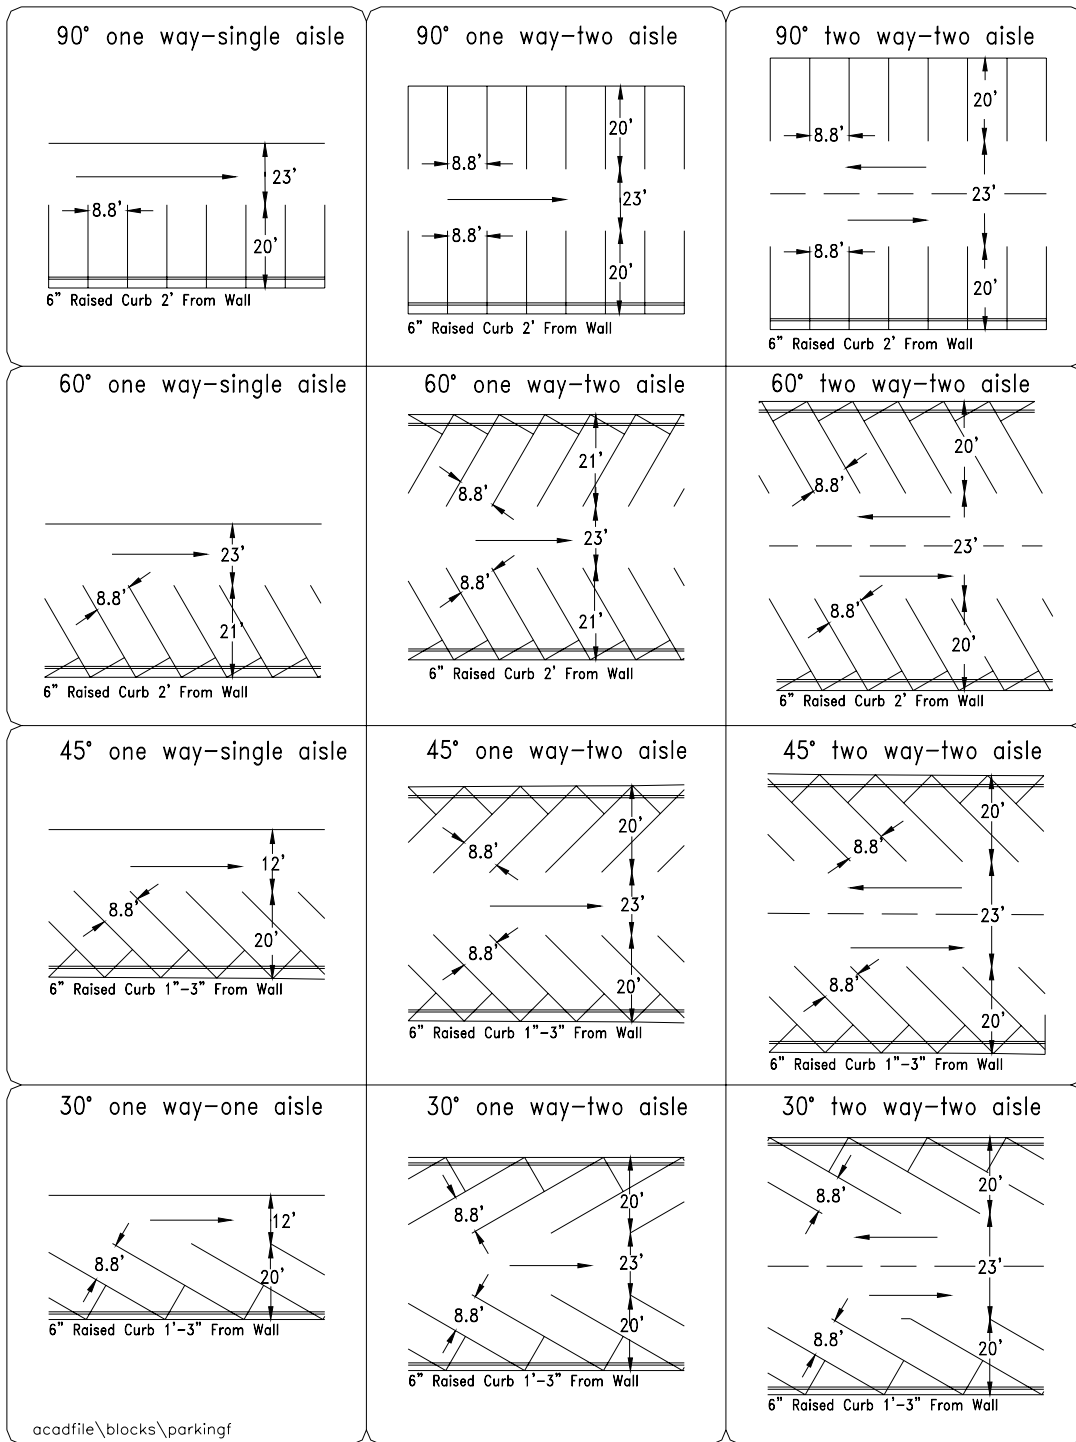 90° one way-single aisle
23'
8.8'
20'
6" Raised Curb 2' From Wall
90° one way-two aisle
20'
8.8'
23'
8.8'
20'
6" Raised Curb 2' From Wall
90° two way-two aisle
20'
8.8'
23'
8.8'
20'
6" Raised Curb 2' From Wall
60° one way-single aisle
23'
8.8'
21'
6" Raised Curb 2' From Wall
60° one way-two aisle
21'
8.8'
23'
8.8'
21'
6" Raised Curb 2' From Wall
60° two way-two aisle
20'
8.8'
23'
8.8'
20'
6" Raised Curb 2' From Wall
45° one way-single aisle
12'
8.8'
20'
6" Raised Curb 1"-3" From Wall
45° one way-two aisle
20'
8.8'
23'
8.8'
20'
6" Raised Curb 1"-3" From Wall
45° two way-two aisle
20'
8.8'
23'
8.8'
20'
6" Raised Curb 1"-3" From Wall
30° one way-one aisle
12'
8.8'
20'
6" Raised Curb 1'-3" From Wall
30° one way-two aisle
20'
8.8'
23'
8.8'
20'
6" Raised Curb 1'-3" From Wall
30° two way-two aisle
20'
8.8'
23'
8.8'
20'
6" Raised Curb 1'-3" From Wall
acadfile\blocks\parkingf